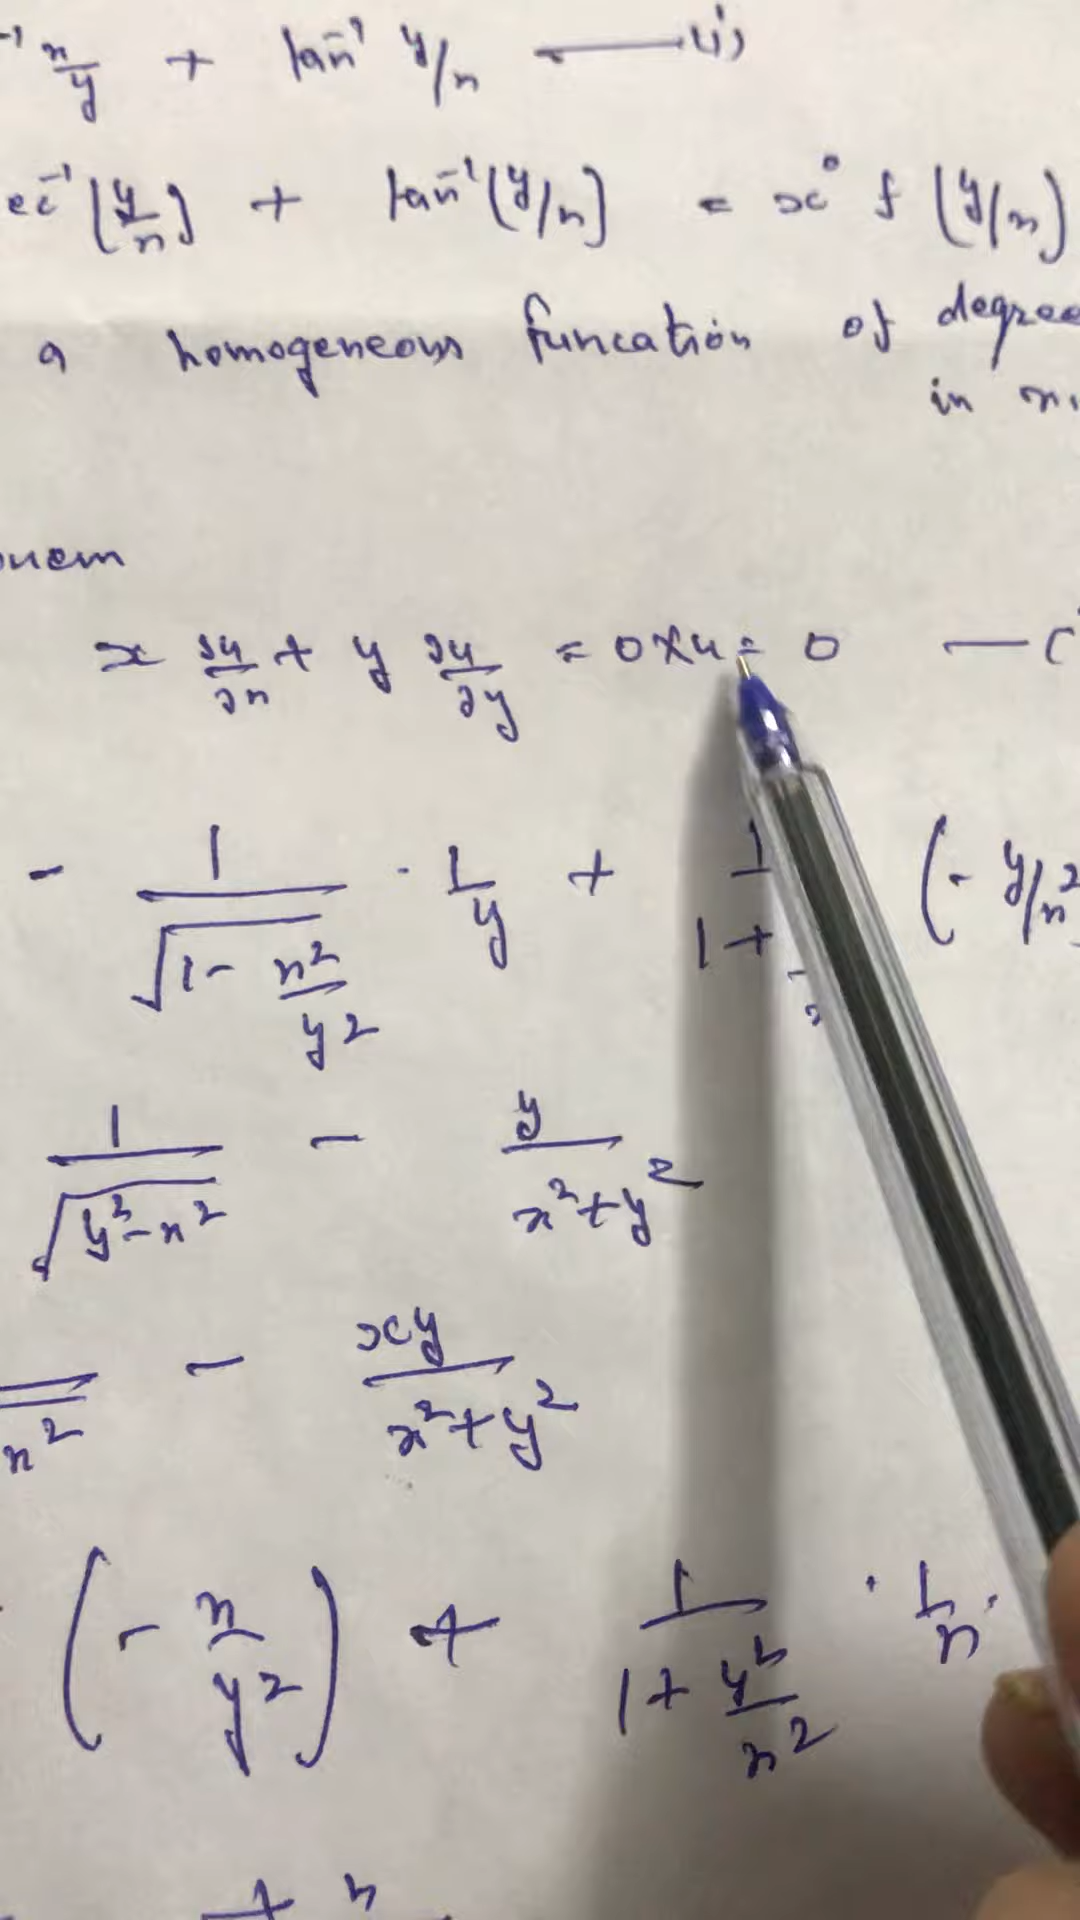 -1 x/y + tan⁻¹ y/x — (i)
ec⁻¹ (y/x) + tan⁻¹ (y/x) = x⁰ f (y/x)
a homogeneous funcation of degree
in x,
x ∂u/∂x + y ∂u/∂y = 0×u = 0 — (
- 1/√(1 - x²/y²) · 1/y + 1/(1 + (- y/x²
1/√(y² - x²) - y/(x² + y²)
x² - xy/(x² + y²)
(- x/y²) + 1/(1 + y²/x²) · 1/x .